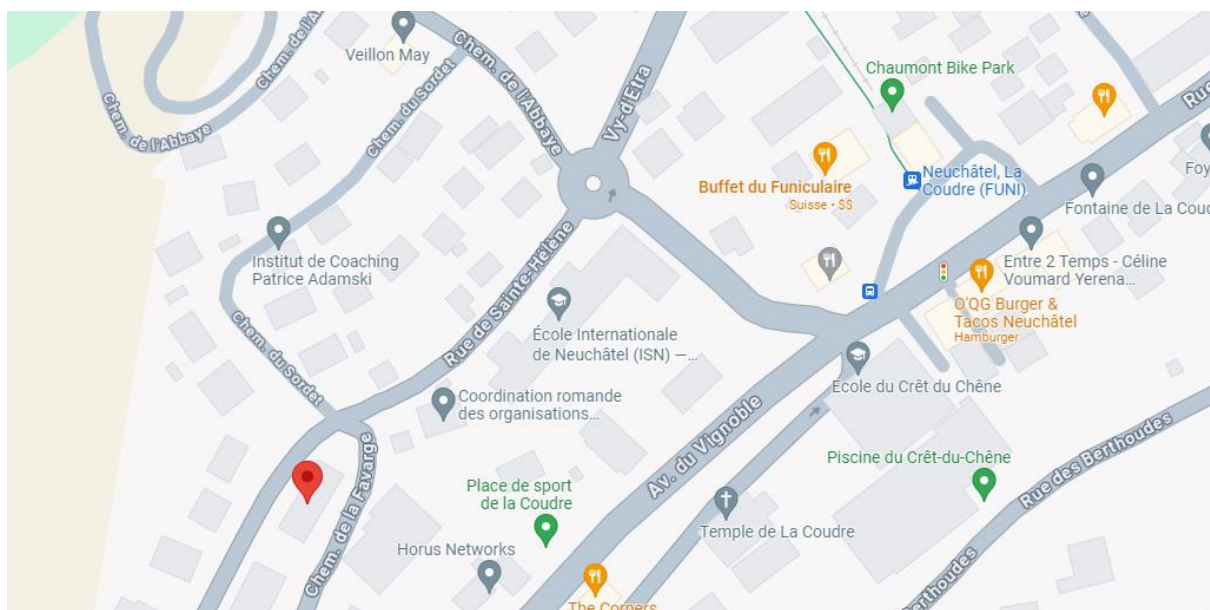 Chem. de l'A
Chem. de l'Abbaye
Veillon May
Chem. du Sordet
Chem. de l'Abbaye
Vy-d'Etra
Chaumont Bike Park
Rue
Buffet du Funiculaire
Suisse • $$
Neuchâtel, La
Coudre (FUNI)
Foy
Fontaine de La Coud
Institut de Coaching
Patrice Adamski
Rue de Sainte-Hélène
Entre 2 Temps - Céline
Voumard Yerena...
O'QG Burger &
Tacos Neuchâtel
Hamburger
École Internationale
de Neuchâtel (ISN) —...
Chem. du Sordet
Ecole du Crêt du Chêne
Coordination romande
des organisations...
Av. du Vignoble
Piscine du Crêt-du-Chêne
Rue des Berthoudes
Chem. de la Favarge
Place de sport
de la Coudre
Temple de La Coudre
Horus Networks
Berthoudes
The Corners